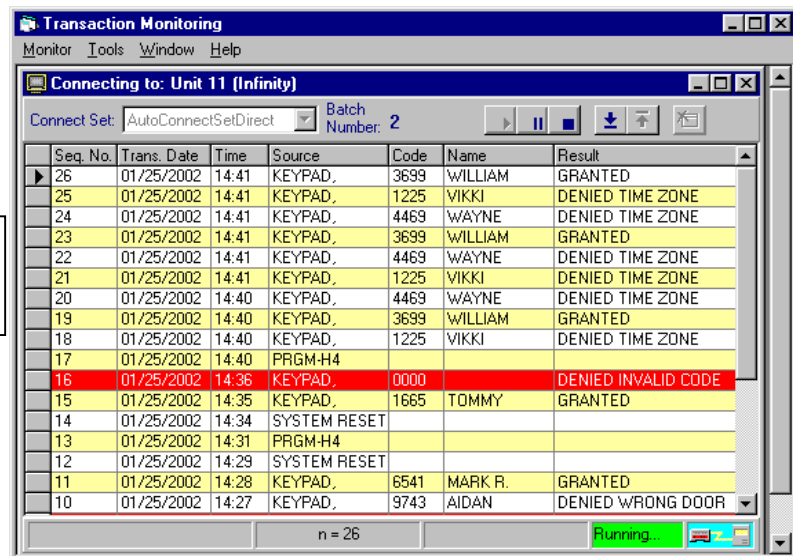 Transaction Monitoring
Monitor Tools Window Help
Connecting to: Unit 11 (Infinity)
Connect Set: AutoConnectSetDirect Batch Number: 2
Seq. No. Trans. Date Time Source Code Name Result
26 01/25/2002 14:41 KEYPAD, 3699 WILLIAM GRANTED
25 01/25/2002 14:41 KEYPAD, 1225 VIKKI DENIED TIME ZONE
24 01/25/2002 14:41 KEYPAD, 4469 WAYNE DENIED TIME ZONE
23 01/25/2002 14:41 KEYPAD, 3699 WILLIAM GRANTED
22 01/25/2002 14:41 KEYPAD, 4469 WAYNE DENIED TIME ZONE
21 01/25/2002 14:41 KEYPAD, 1225 VIKKI DENIED TIME ZONE
20 01/25/2002 14:40 KEYPAD, 4469 WAYNE DENIED TIME ZONE
19 01/25/2002 14:40 KEYPAD, 3699 WILLIAM GRANTED
18 01/25/2002 14:40 KEYPAD, 1225 VIKKI DENIED TIME ZONE
17 01/25/2002 14:40 PRGM-H4
16 01/25/2002 14:36 KEYPAD, 0000 DENIED INVALID CODE
15 01/25/2002 14:35 KEYPAD, 1665 TOMMY GRANTED
14 01/25/2002 14:34 SYSTEM RESET
13 01/25/2002 14:31 PRGM-H4
12 01/25/2002 14:29 SYSTEM RESET
11 01/25/2002 14:28 KEYPAD, 6541 MARK R. GRANTED
10 01/25/2002 14:27 KEYPAD, 9743 AIDAN DENIED WRONG DOOR
n = 26 Running...